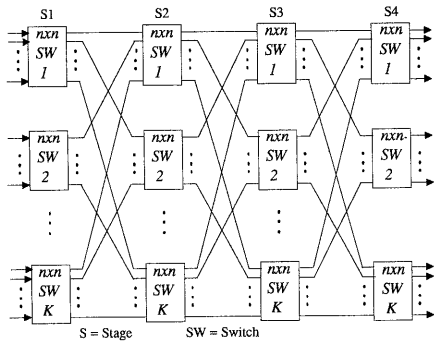 S1 S2 S3 S4
nxn nxn nxn nxn
SW SW SW SW
1 1 1 1
nxn nxn nxn nxn-
SW SW SW SW
2 2 2 2
nxn nxn nxn nxn
SW SW SW SW
K K K K
S = Stage SW = Switch